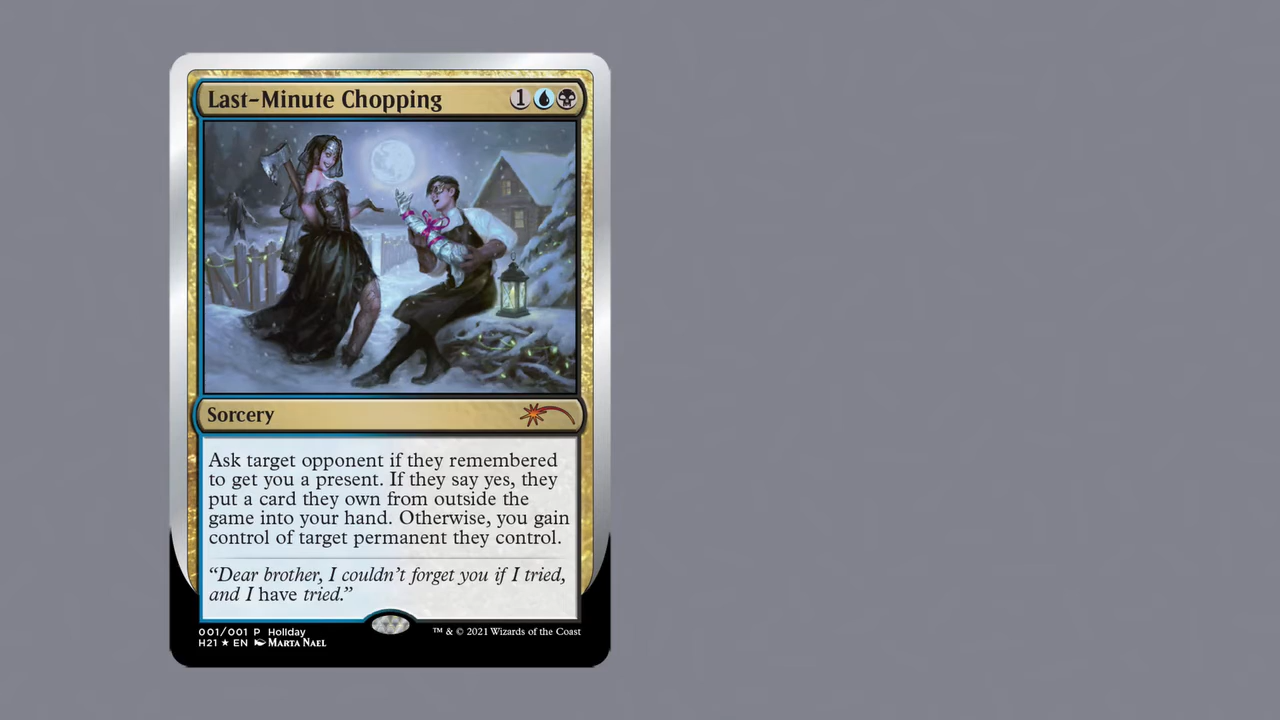 Last-Minute Chopping 1
Sorcery
Ask target opponent if they remembered
to get you a present. If they say yes, they
put a card they own from outside the
game into your hand. Otherwise, you gain
control of target permanent they control.
“Dear brother, I couldn’t forget you if I tried,
and I have tried.”
001/001 P Holiday
H21 ★ EN Marta Nael
™ & © 2021 Wizards of the Coast